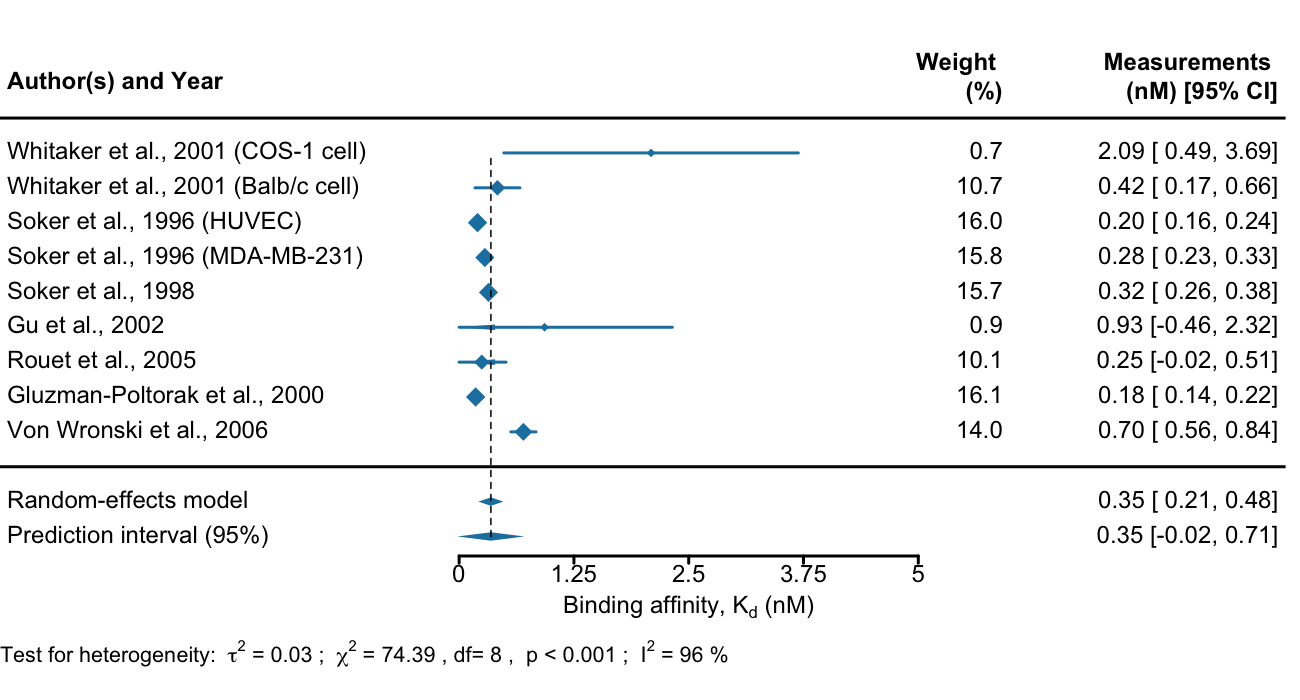 Author(s) and Year Weight (%) Measurements (nM) [95% CI]
Whitaker et al., 2001 (COS-1 cell) 0.7 2.09 [ 0.49, 3.69]
Whitaker et al., 2001 (Balb/c cell) 10.7 0.42 [ 0.17, 0.66]
Soker et al., 1996 (HUVEC) 16.0 0.20 [ 0.16, 0.24]
Soker et al., 1996 (MDA-MB-231) 15.8 0.28 [ 0.23, 0.33]
Soker et al., 1998 15.7 0.32 [ 0.26, 0.38]
Gu et al., 2002 0.9 0.93 [-0.46, 2.32]
Rouet et al., 2005 10.1 0.25 [-0.02, 0.51]
Gluzman-Poltorak et al., 2000 16.1 0.18 [ 0.14, 0.22]
Von Wronski et al., 2006 14.0 0.70 [ 0.56, 0.84]
Random-effects model 0.35 [ 0.21, 0.48]
Prediction interval (95%) 0.35 [-0.02, 0.71]
0 1.25 2.5 3.75 5
Binding affinity, Kd (nM)
Test for heterogeneity: τ² = 0.03 ; χ² = 74.39 , df= 8 , p < 0.001 ; I² = 96 %